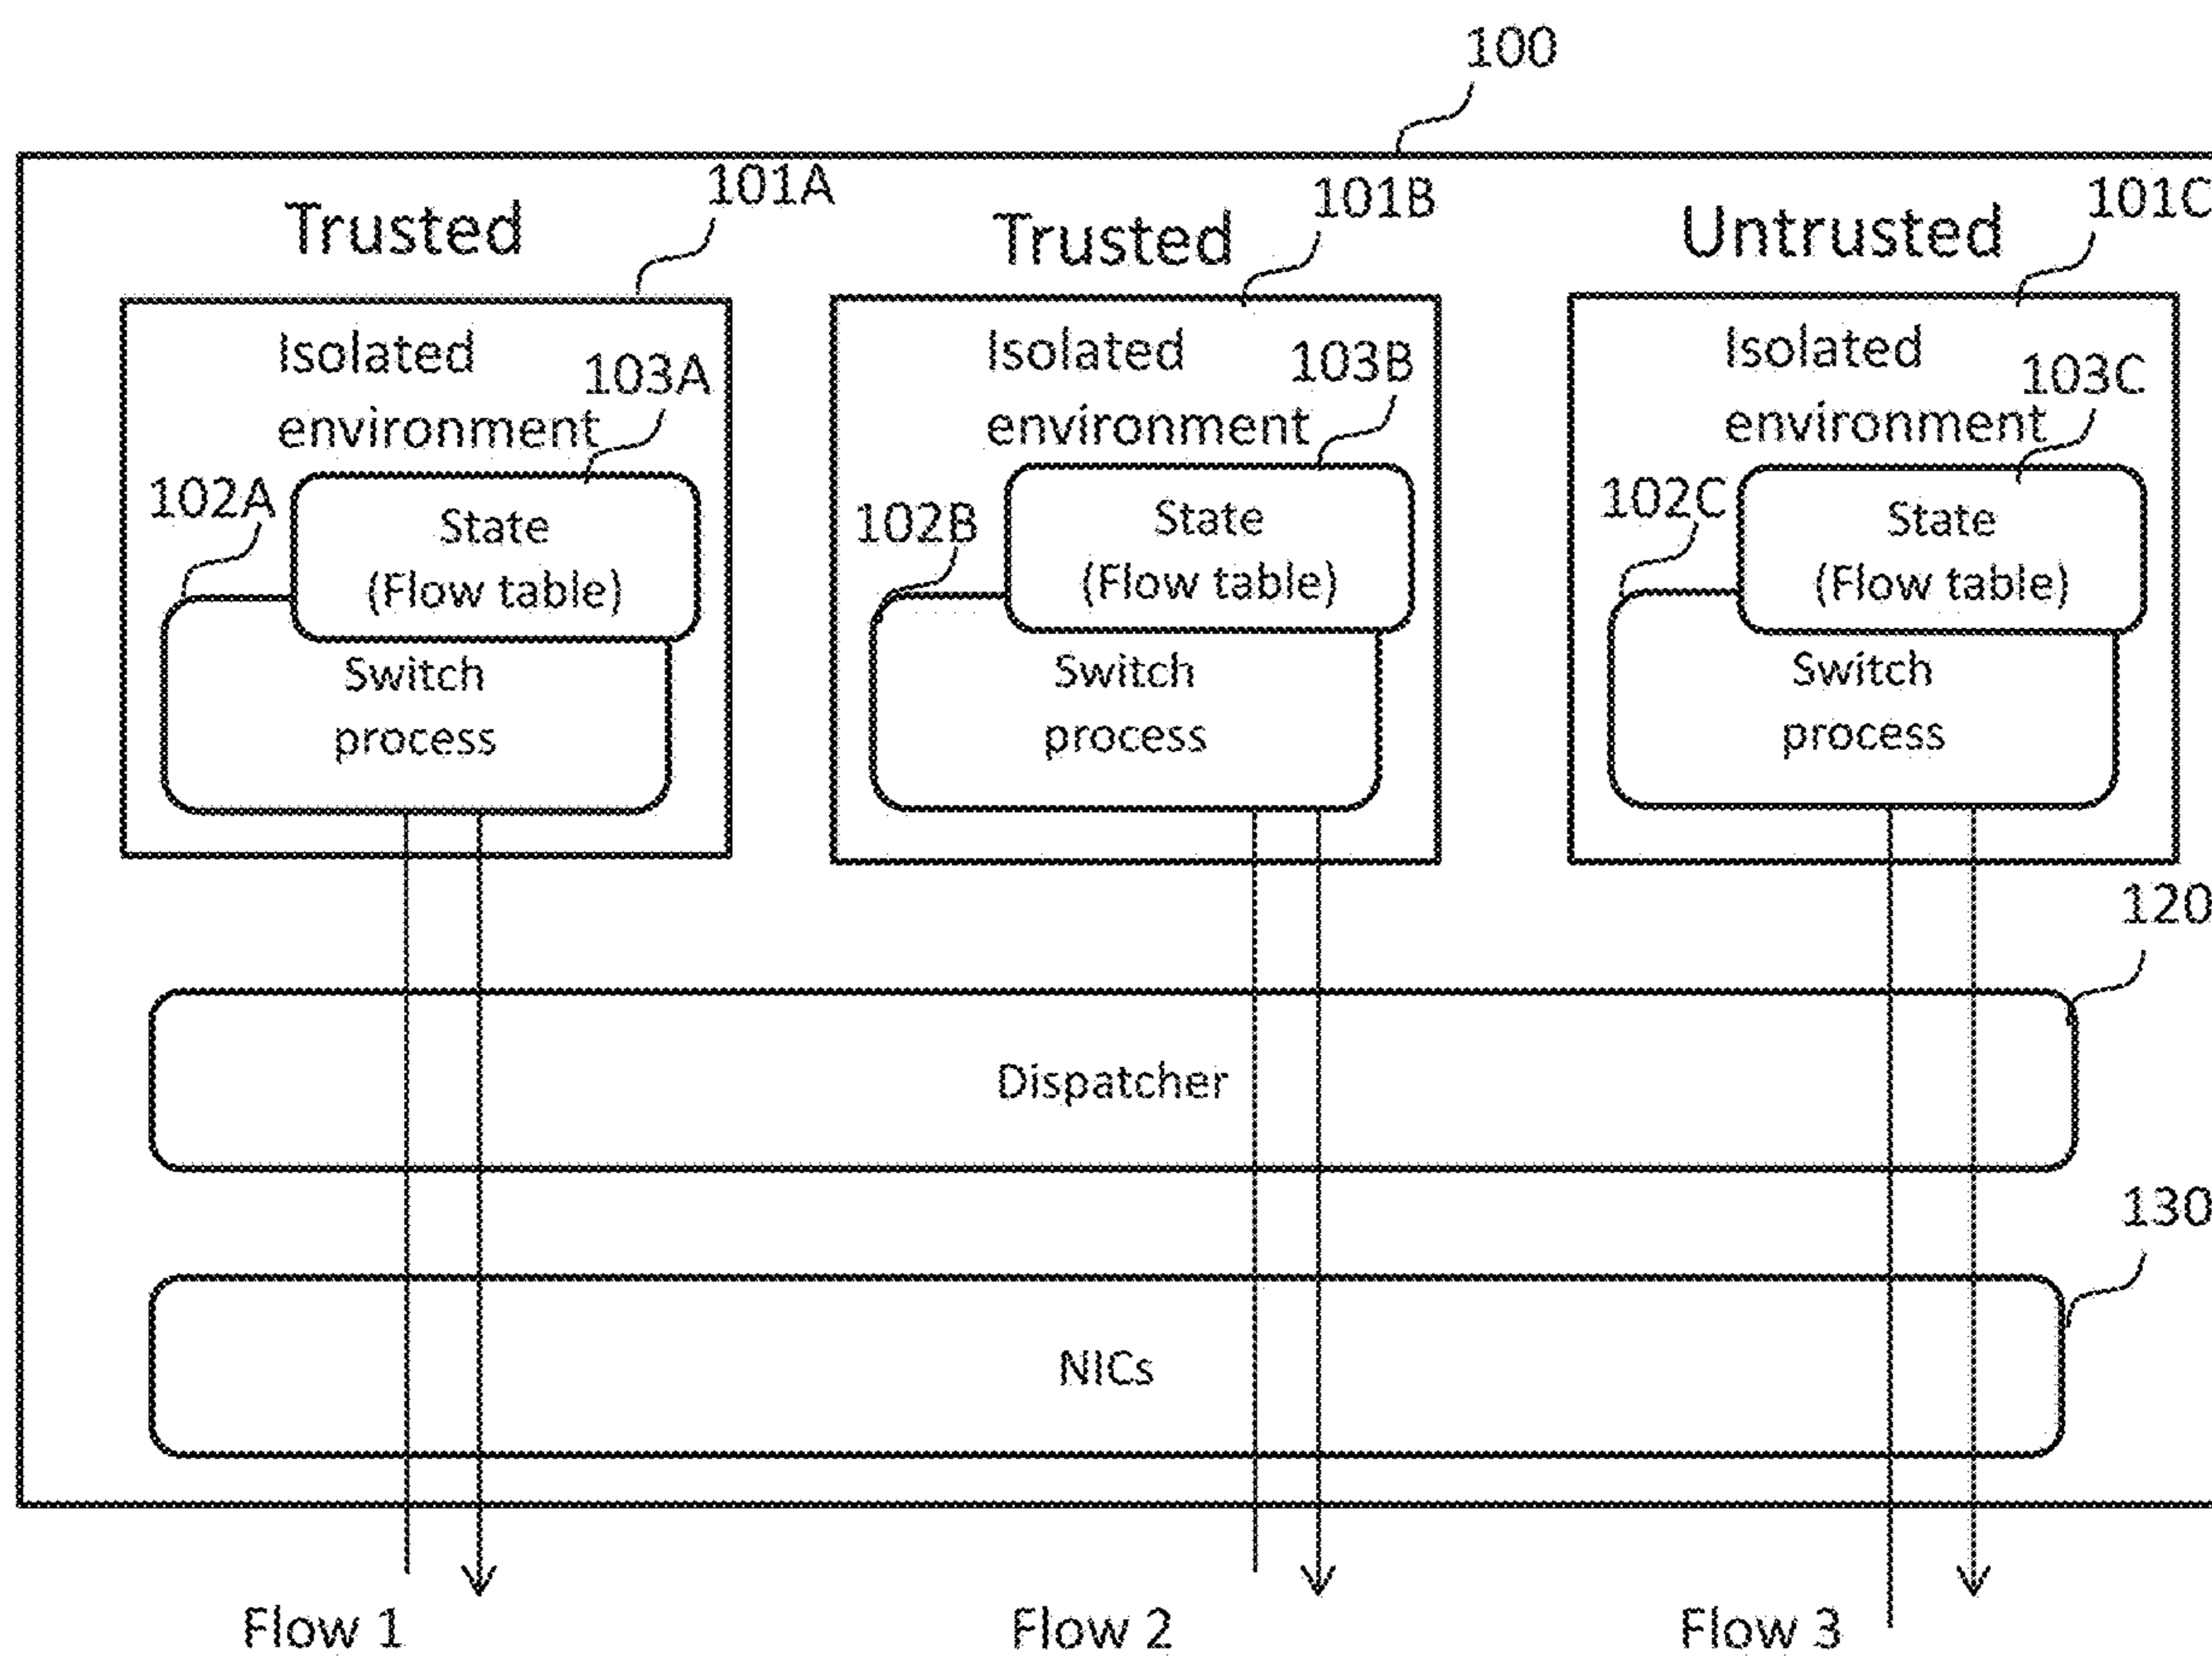 100
101A
101B
101C
Trusted
Trusted
Untrusted
Isolated
environment
103A
102A
State
(Flow table)
Switch
process
Isolated
environment
103B
102B
State
(Flow table)
Switch
process
Isolated
environment
103C
102C
State
(Flow table)
Switch
process
120
Dispatcher
130
NICs
Flow 1
Flow 2
Flow 3